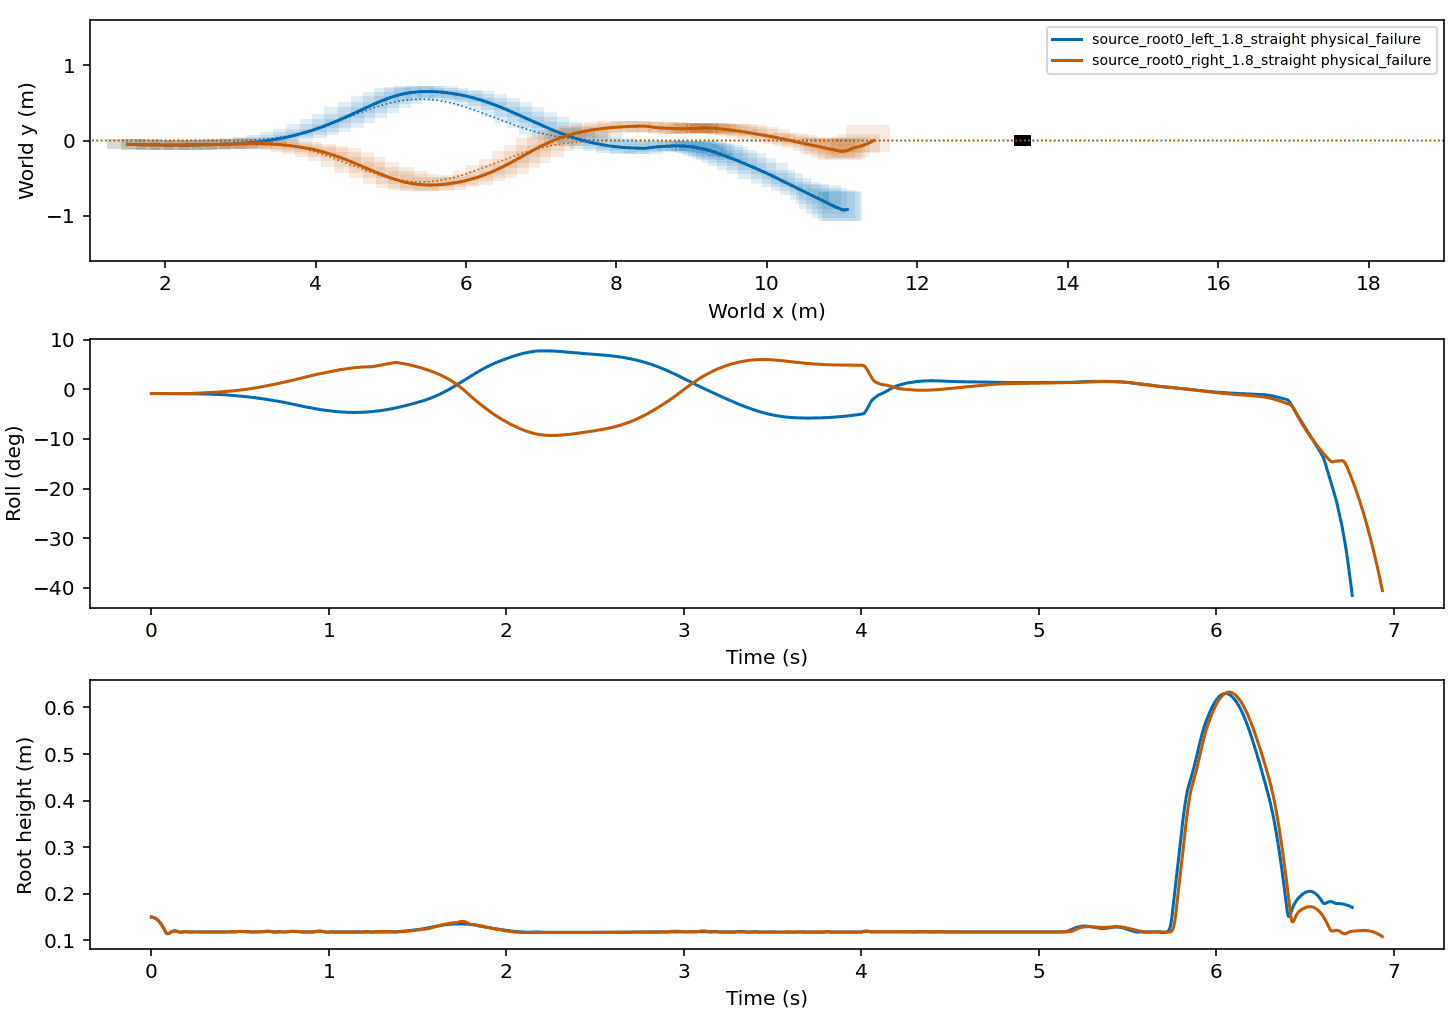 source_root0_left_1.8_straight physical_failure
source_root0_right_1.8_straight physical_failure
World y (m)
1
0
−1
2 4 6 8 10 12 14 16 18
World x (m)
Roll (deg)
10
0
−10
−20
−30
−40
0 1 2 3 4 5 6 7
Time (s)
Root height (m)
0.6
0.5
0.4
0.3
0.2
0.1
0 1 2 3 4 5 6 7
Time (s)